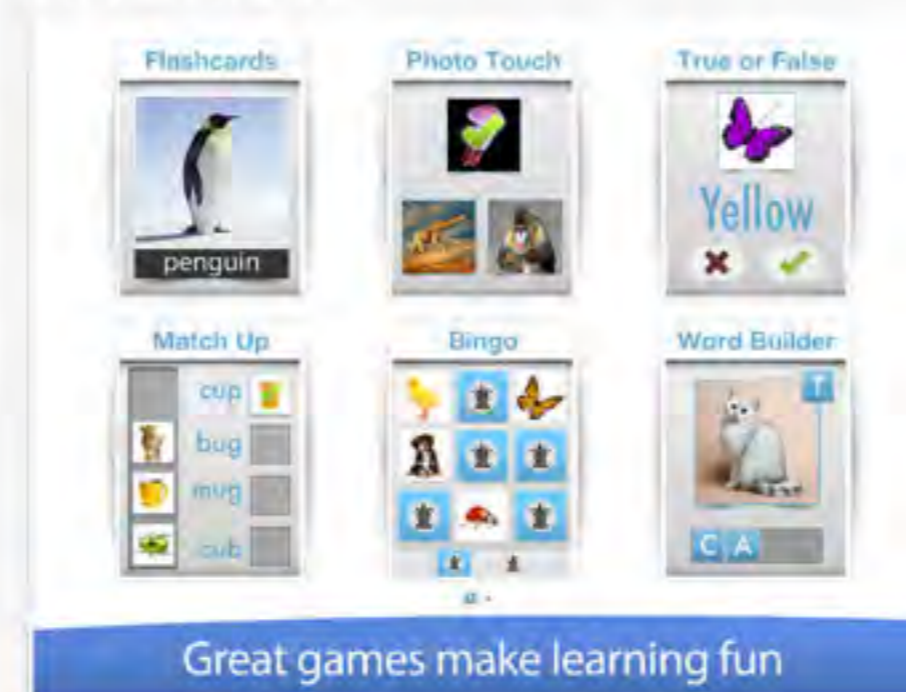 Flashcards
Photo Touch
True or False
penguin
Yellow
Match Up
Bingo
Word Builder
cup
bug
mug
cub
T
C A
Great games make learning fun